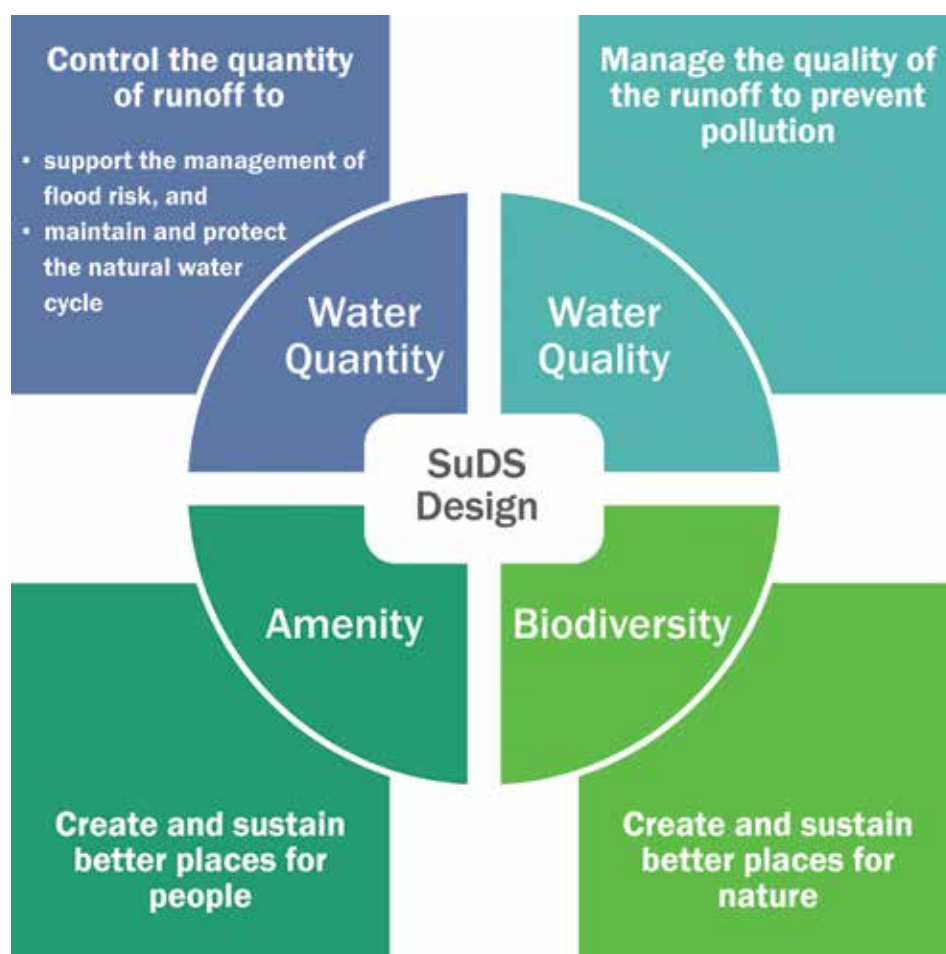 Control the quantity
of runoff to
• support the management of
flood risk, and
• maintain and protect
the natural water
cycle
Manage the quality of
the runoff to prevent
pollution
Water
Quantity
Water
Quality
SuDS
Design
Amenity
Biodiversity
Create and sustain
better places for
people
Create and sustain
better places for
nature